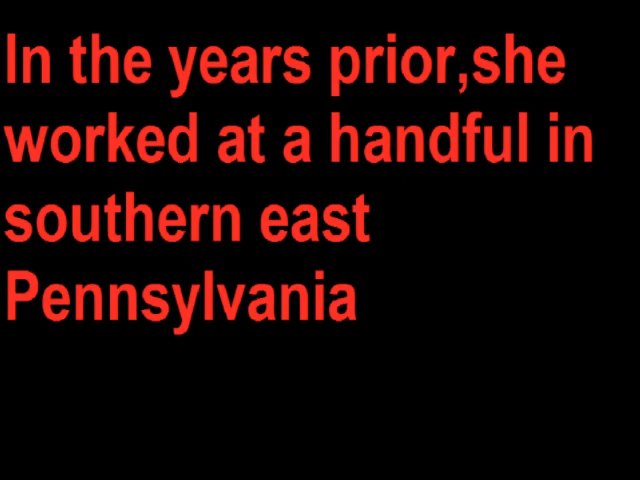 In the years prior,she
worked at a handful in
southern east
Pennsylvania